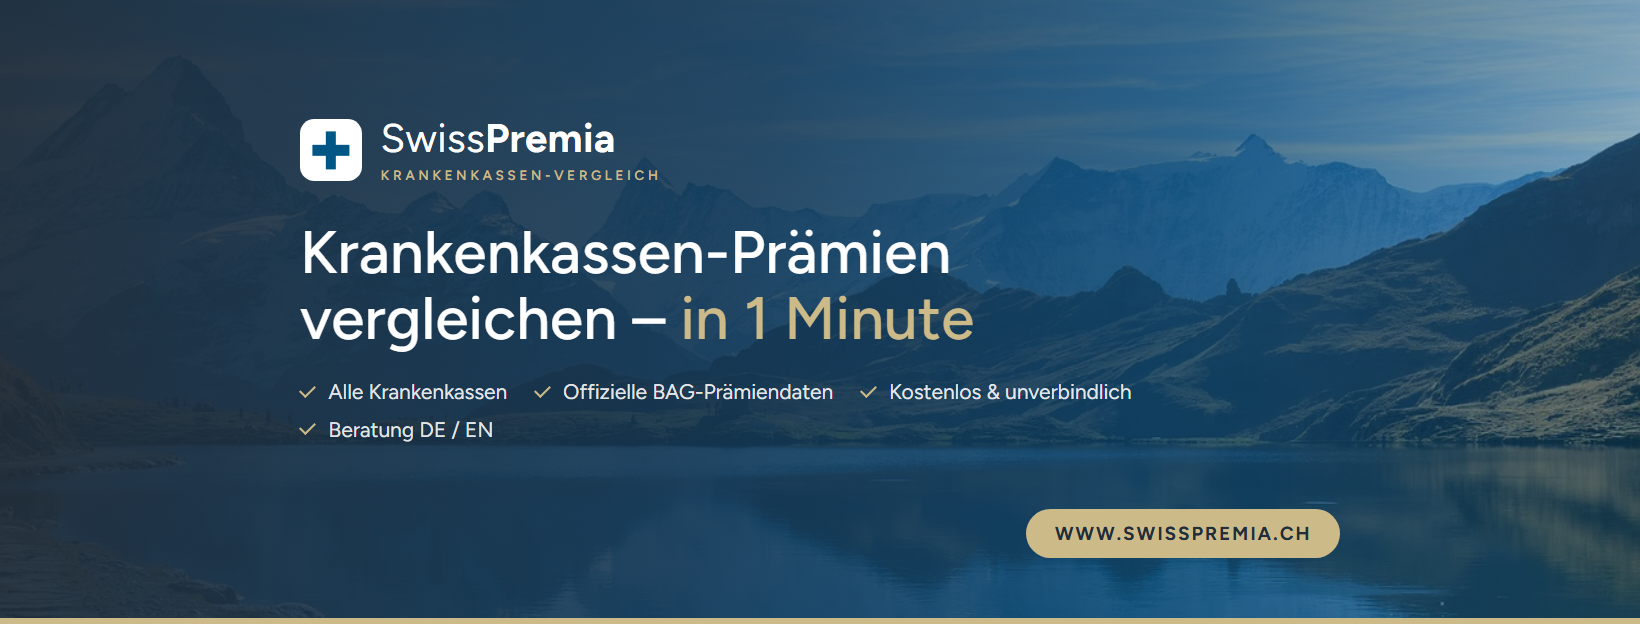 SwissPremia
KRANKENKASSEN-VERGLEICH
Krankenkassen-Prämien
vergleichen – in 1 Minute
Alle Krankenkassen Offizielle BAG-Prämiendaten Kostenlos & unverbindlich
Beratung DE / EN
WWW.SWISSPREMIA.CH